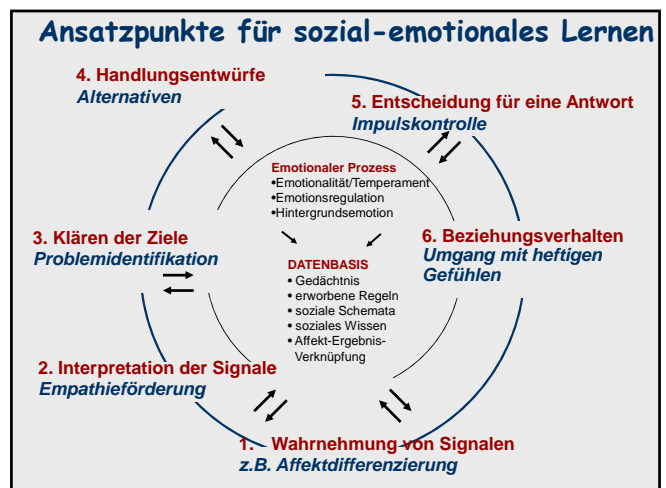 Ansatzpunkte für sozial-emotionales Lernen
4. Handlungsentwürfe
Alternativen
5. Entscheidung für eine Antwort
Impulskontrolle
Emotionaler Prozess
•Emotionalität/Temperament
•Emotionsregulation
•Hintergrundsemotion
3. Klären der Ziele
Problemidentifikation
6. Beziehungsverhalten
Umgang mit heftigen
Gefühlen
DATENBASIS
• Gedächtnis
• erworbene Regeln
• soziale Schemata
• soziales Wissen
• Affekt-Ergebnis-
Verknüpfung
2. Interpretation der Signale
Empathieförderung
1. Wahrnehmung von Signalen
z.B. Affektdifferenzierung